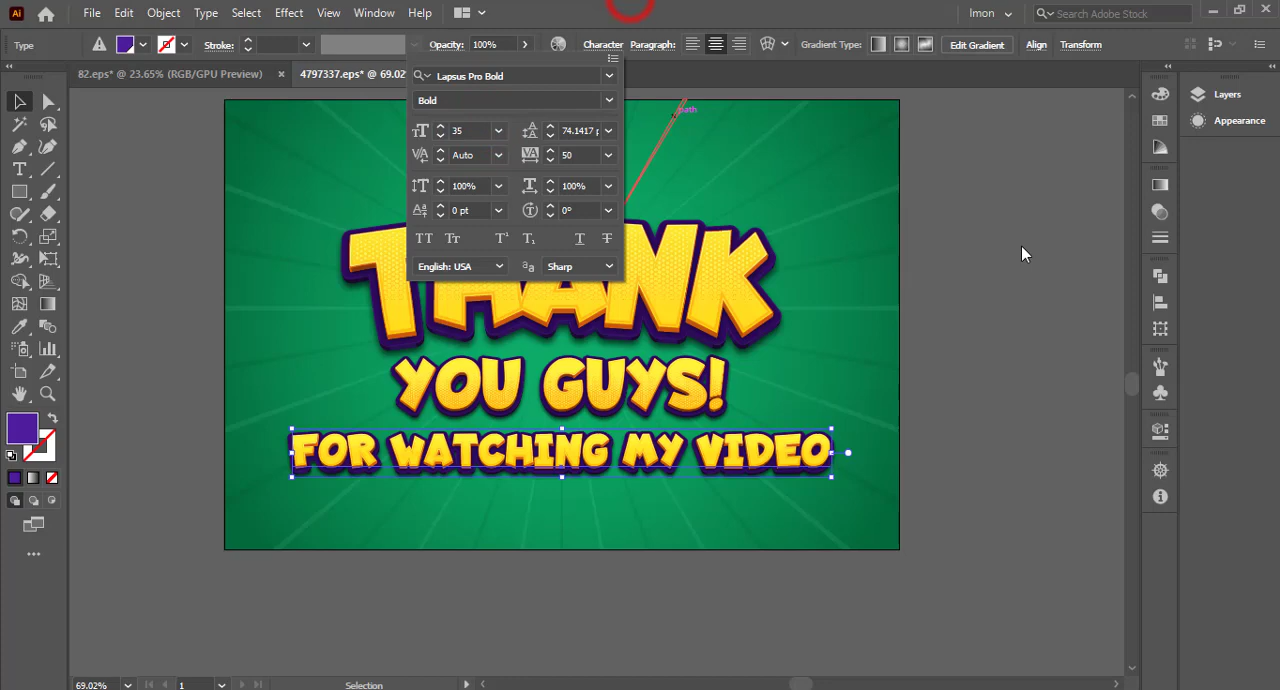 Ai File Edit Object Type Select Effect View Window Help Imon Search Adobe Stock
Type Stroke: Opacity: 100% Character Paragraph: Gradient Type: Edit Gradient Align Transform
82.eps* @ 23.65% (RGB/GPU Preview) × 4797337.eps* @ 69.02%
Lapsus Pro Bold
Bold
35 74.1417 p
Auto 50
100% 100%
0 pt 0°
English: USA Sharp
path
Layers
Appearance
THANK
YOU GUYS!
FOR WATCHING MY VIDEO
69.02% 1 Selection